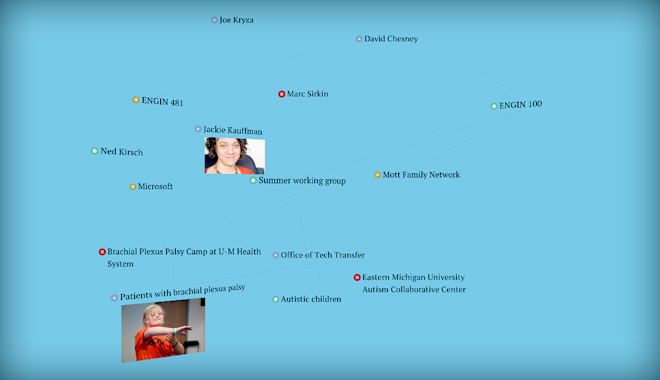 Joe Kryza
David Chesney
Marc Sirkin
ENGIN 481
ENGIN 100
Jackie Kauffman
Ned Kirsch
Mott Family Network
Summer working group
Microsoft
Brachial Plexus Palsy Camp at U-M Health
System
Office of Tech Transfer
Eastern Michigan University
Autism Collaborative Center
Patients with brachial plexus palsy
Autistic children